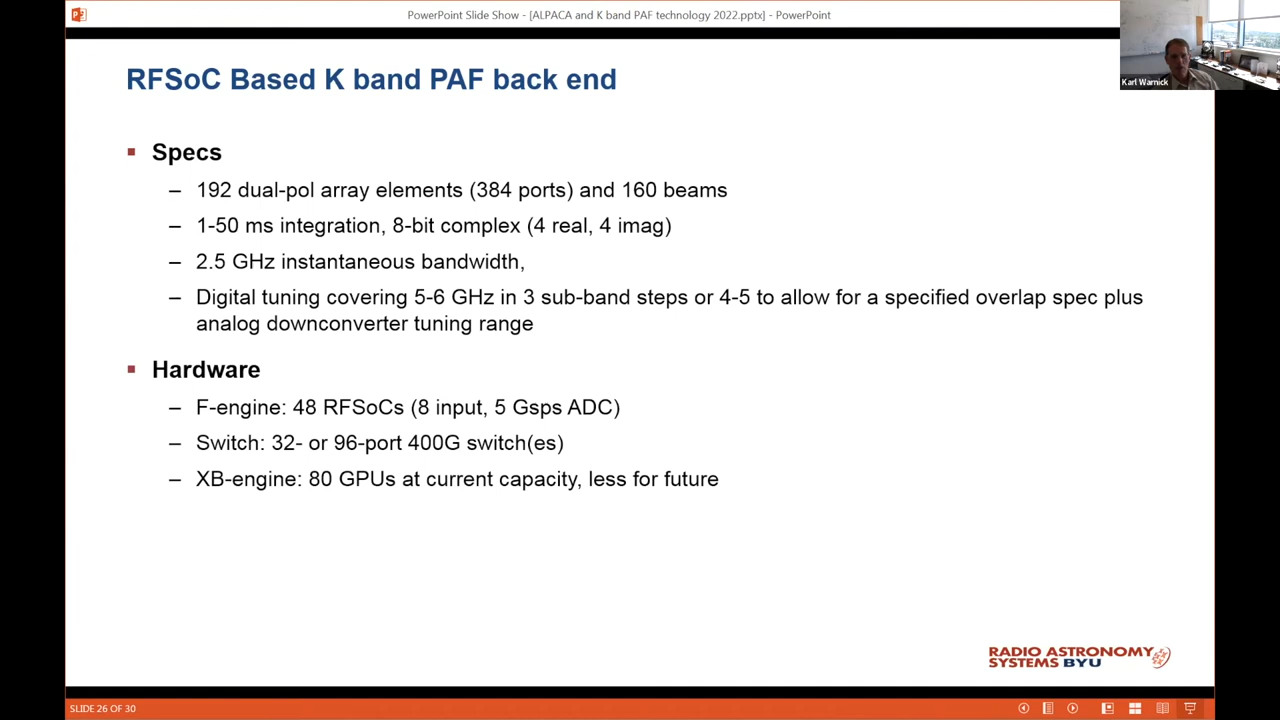 PowerPoint Slide Show - [ALPACA and K band PAF technology 2022.pptx] - PowerPoint
Karl Warnick
RFSoC Based K band PAF back end
▪ Specs
– 192 dual-pol array elements (384 ports) and 160 beams
– 1-50 ms integration, 8-bit complex (4 real, 4 imag)
– 2.5 GHz instantaneous bandwidth,
– Digital tuning covering 5-6 GHz in 3 sub-band steps or 4-5 to allow for a specified overlap spec plus
analog downconverter tuning range
▪ Hardware
– F-engine: 48 RFSoCs (8 input, 5 Gsps ADC)
– Switch: 32- or 96-port 400G switch(es)
– XB-engine: 80 GPUs at current capacity, less for future
RADIO ASTRONOMY
SYSTEMS BYU
SLIDE 26 OF 30